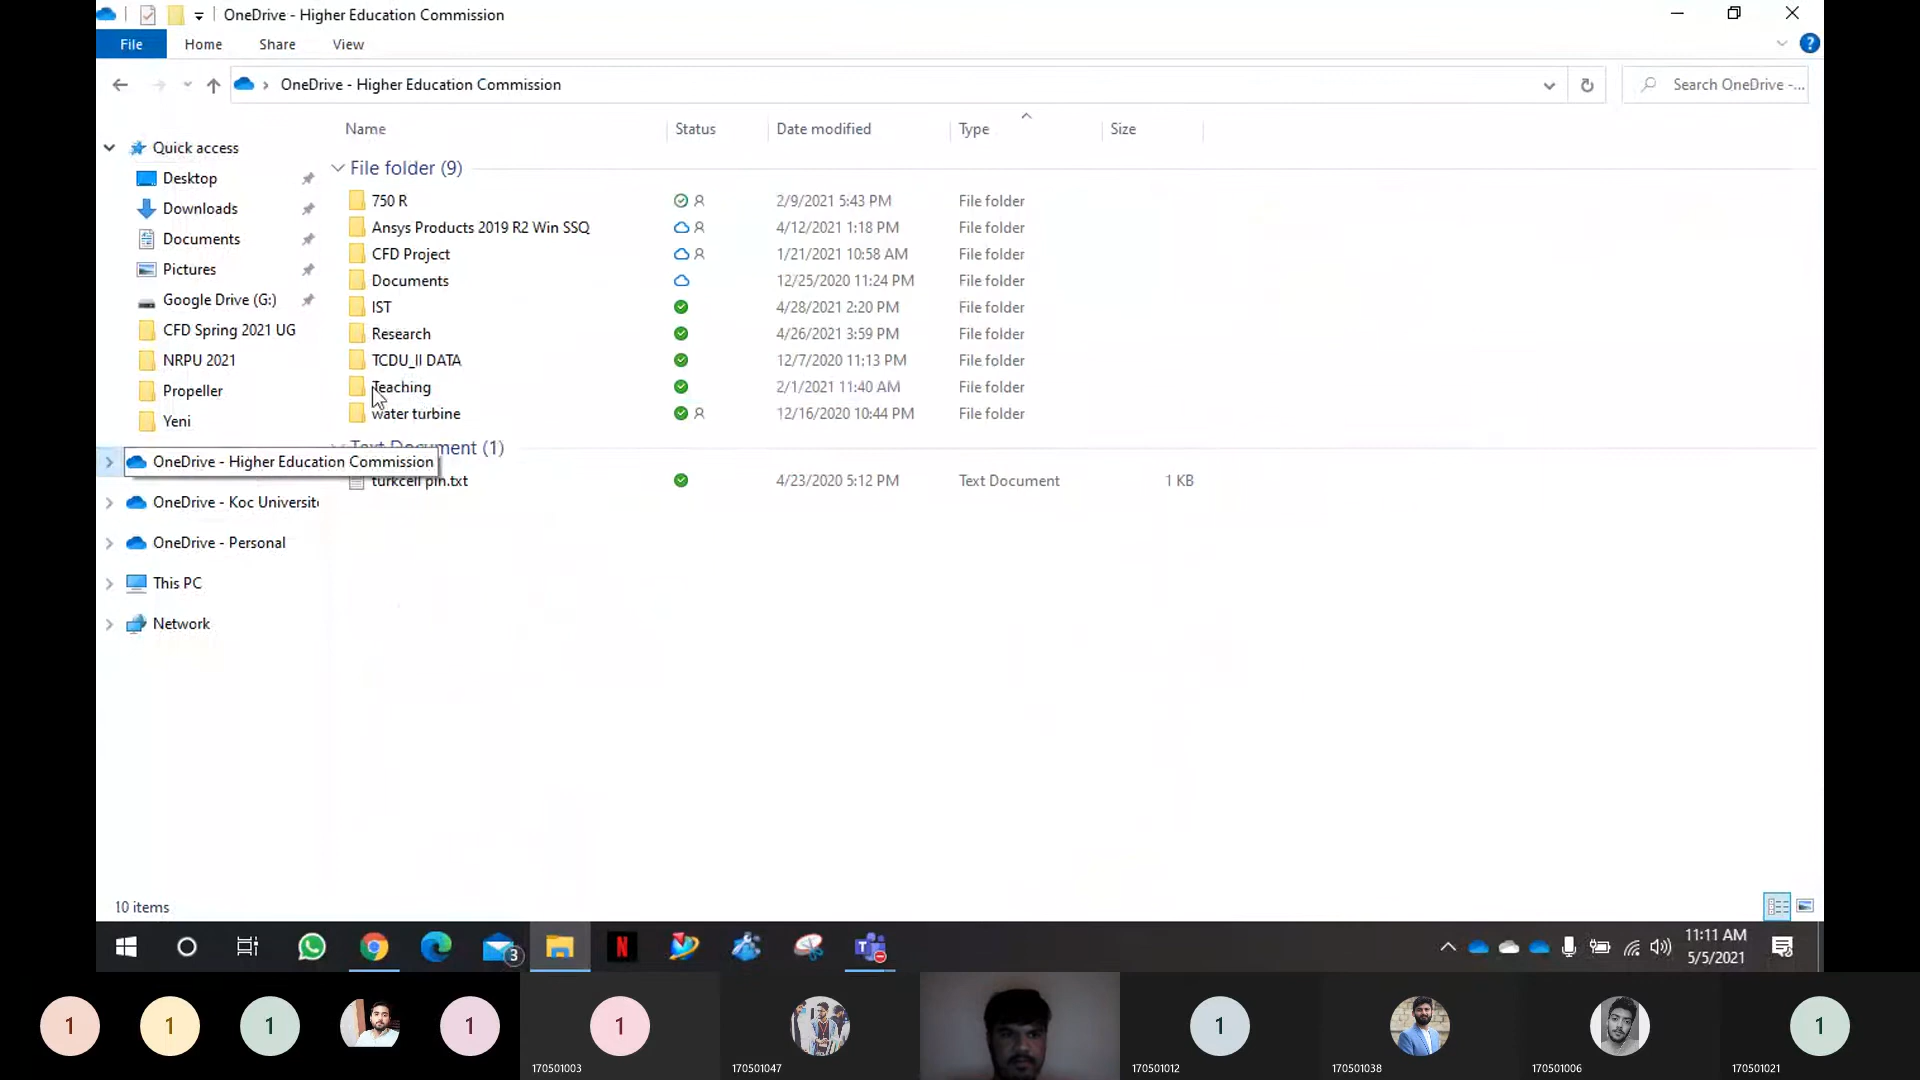 OneDrive - Higher Education Commission
File Home Share View
OneDrive - Higher Education Commission
Search OneDrive -...
Name Status Date modified Type Size
Quick access
Desktop
Downloads
Documents
Pictures
Google Drive (G:)
CFD Spring 2021 UG
NRPU 2021
Propeller
Yeni
OneDrive - Higher Education Commission
OneDrive - Koc Universite
OneDrive - Personal
This PC
Network
File folder (9)
750 R 2/9/2021 5:43 PM File folder
Ansys Products 2019 R2 Win SSQ 4/12/2021 1:18 PM File folder
CFD Project 1/21/2021 10:58 AM File folder
Documents 12/25/2020 11:24 PM File folder
IST 4/28/2021 2:20 PM File folder
Research 4/26/2021 3:59 PM File folder
TCDU_II DATA 12/7/2020 11:13 PM File folder
Teaching 2/1/2021 11:40 AM File folder
water turbine 12/16/2020 10:44 PM File folder
Text Document (1)
turkcell pin.txt 4/23/2020 5:12 PM Text Document 1 KB
10 items
3
N
T
11:11 AM
5/5/2021
1 1 1 1 1 1 1
170501003 170501047 170501012 170501038 170501006 170501021